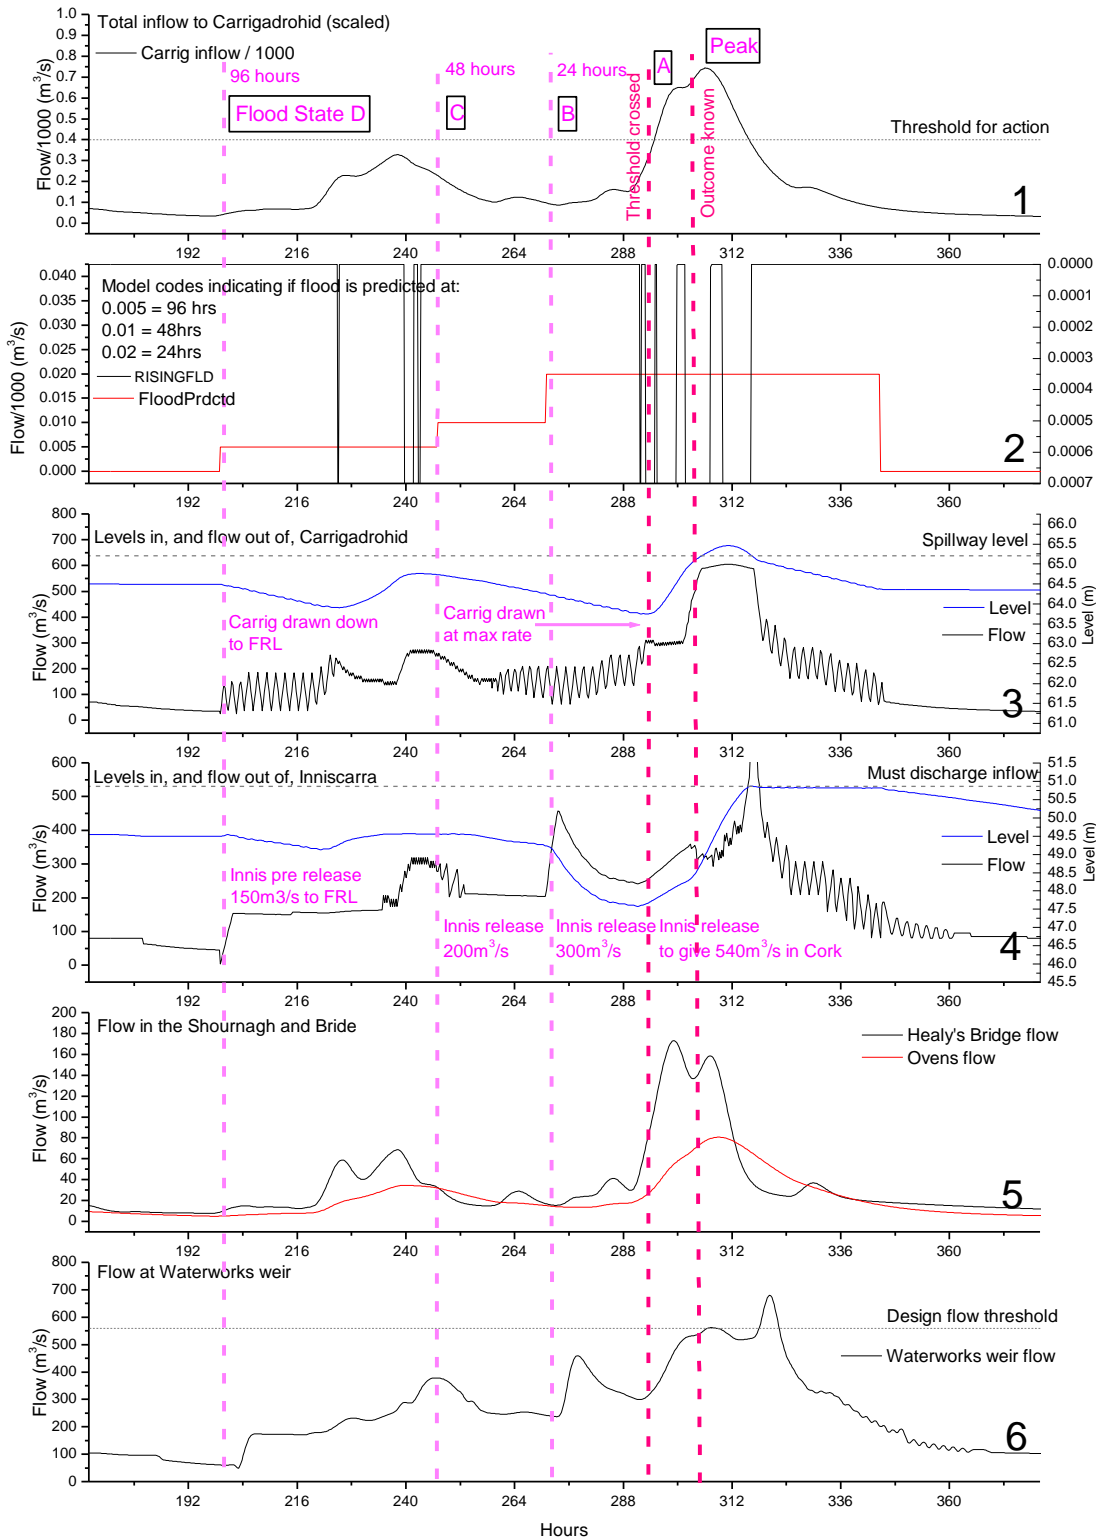 Total inflow to Carrigadrohid (scaled)
Carrig inflow / 1000
96 hours
48 hours
24 hours
Flood State D
C
B
A
Peak
Threshold crossed
Outcome known
Threshold for action
1
Flow/1000 (m³/s)
1.0
0.9
0.8
0.7
0.6
0.5
0.4
0.3
0.2
0.1
0.0
192 216 240 264 288 312 336 360
Model codes indicating if flood is predicted at:
0.005 = 96 hrs
0.01 = 48hrs
0.02 = 24hrs
RISINGFLD
FloodPrdctd
2
Flow/1000 (m³/s)
0.040
0.035
0.030
0.025
0.020
0.015
0.010
0.005
0.000
0.0000
0.0001
0.0002
0.0003
0.0004
0.0005
0.0006
0.0007
192 216 240 264 288 312 336 360
Levels in, and flow out of, Carrigadrohid
Spillway level
Carrig drawn down
to FRL
Carrig drawn
at max rate
Level
Flow
3
Flow (m³/s)
800
700
600
500
400
300
200
100
0
66.0
65.5
65.0
64.5
64.0
63.5
63.0
62.5
62.0
61.5
61.0
Level (m)
192 216 240 264 288 312 336 360
Levels in, and flow out of, Inniscarra
Must discharge inflow
Level
Flow
Innis pre release
150m3/s to FRL
Innis release
200m³/s
Innis release
300m³/s
Innis release
to give 540m³/s in Cork
4
Flow (m³/s)
600
500
400
300
200
100
0
51.5
51.0
50.5
50.0
49.5
49.0
48.5
48.0
47.5
47.0
46.5
46.0
45.5
Level (m)
192 216 240 264 288 312 336 360
Flow in the Shournagh and Bride
Healy's Bridge flow
Ovens flow
5
Flow (m³/s)
200
180
160
140
120
100
80
60
40
20
0
192 216 240 264 288 312 336 360
Flow at Waterworks weir
Design flow threshold
Waterworks weir flow
6
Flow (m³/s)
800
700
600
500
400
300
200
100
0
192 216 240 264 288 312 336 360
Hours